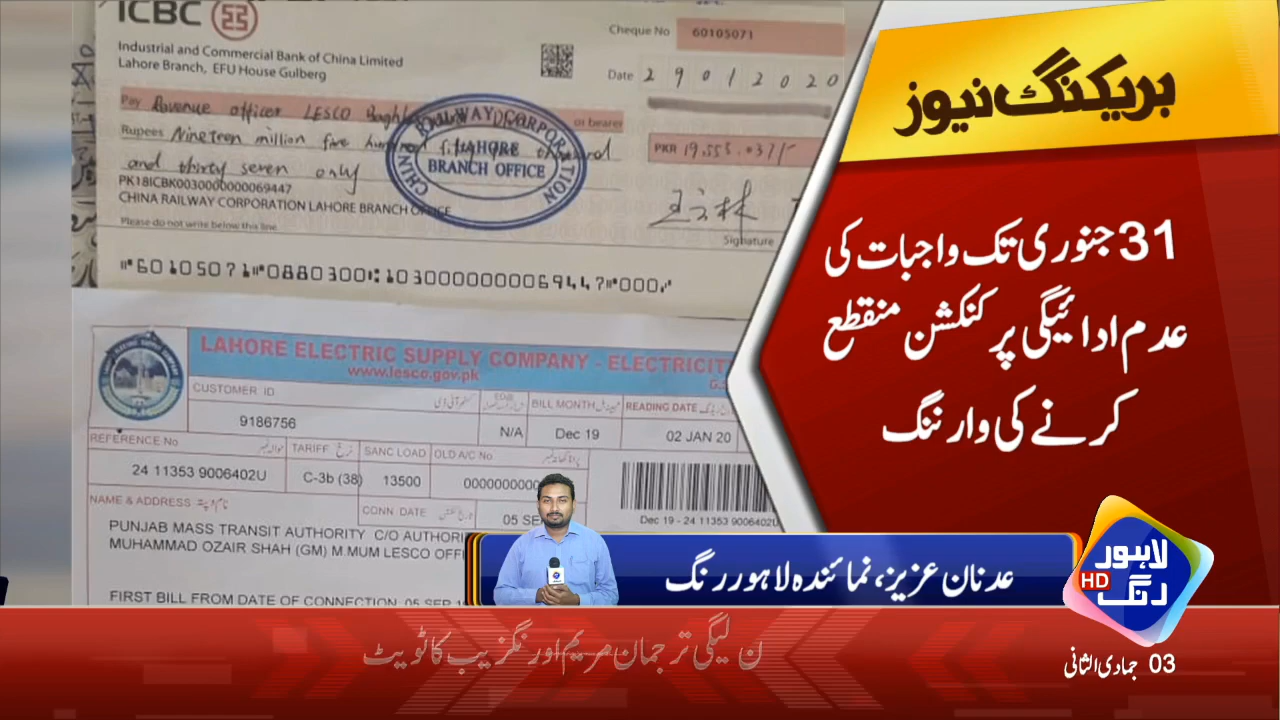 ICBC
Industrial and Commercial Bank of China Limited
Lahore Branch, EFU House Gulberg
Cheque No 60105071
Date 29012020
Pay Revenue officer LESCO
or bearer
Rupees Nineteen million five hundred
and thirty seven only
PKR
CHINA RAILWAY CORPORATION
LAHORE
BRANCH OFFICE
PK18ICBK0030000000069447
CHINA RAILWAY CORPORATION LAHORE BRANCH OFFICE
Please do not write below this line
Signature
LAHORE ELECTRIC SUPPLY COMPANY - ELECTRICIT
www.lesco.gov.pk
CUSTOMER ID
9186756
N/A
BILL MONTH
Dec 19
READING DATE
02 JAN 20
REFERENCE No
24 11353 9006402U
TARIFF
C-3b (38)
SANC LOAD
13500
OLD A/C No
CONN DATE
05 SE
Dec 19 - 24 11353 9006402U
NAME & ADDRESS
PUNJAB MASS TRANSIT AUTHORITY C/O AUTHORI
MUHAMMAD OZAIR SHAH (GM) M.MUM LESCO OFF
FIRST BILL FROM DATE OF CONNECTION 05 SEP
بریکنگ نیوز
31 جنوری تک واجبات کی
عدم ادائیگی پر کنکشن منقطع
کرنے کی وارننگ
عدنان عزیز، نمائندہ لاہور رنگ
لاہور
رنگ HD
ن لیگی ترجمان مریم اورنگزیب کا ٹویٹ
03 جمادی الثانی